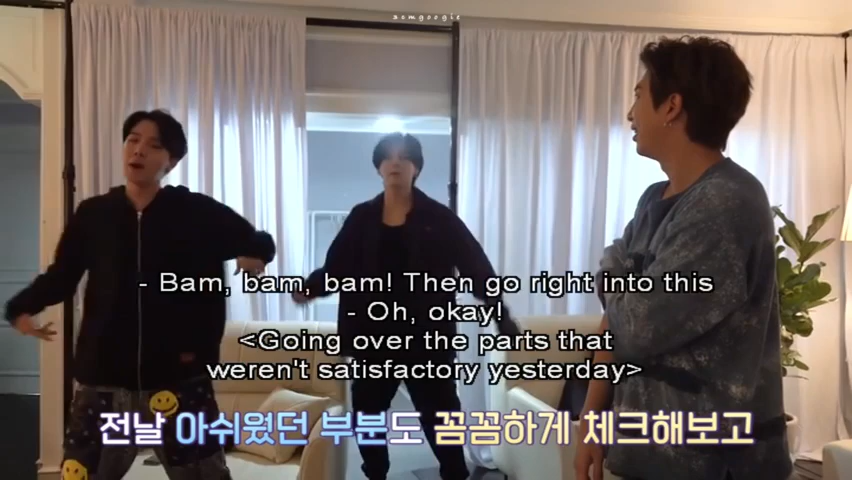 xomgoogie
- Bam, bam, bam! Then go right into this
- Oh, okay!
<Going over the parts that
weren't satisfactory yesterday>
전날 아쉬웠던 부분도 꼼꼼하게 체크해보고